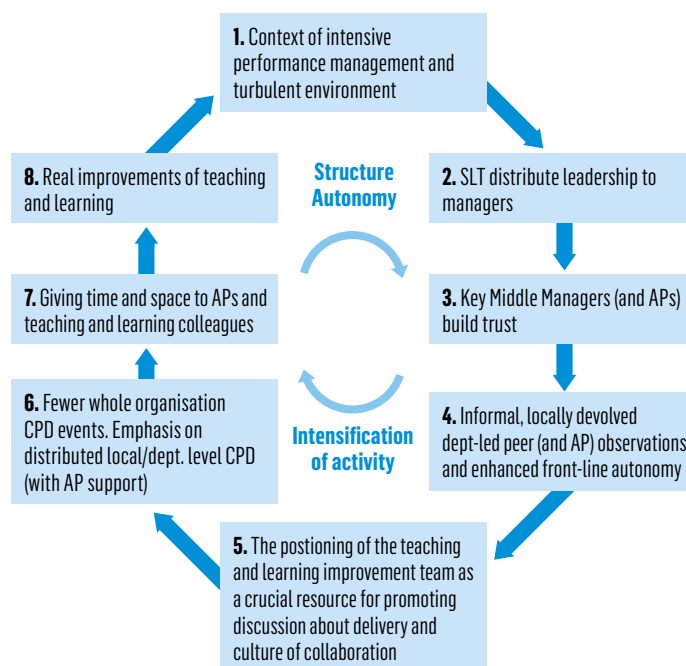 1. Context of intensive
performance management and
turbulent environment
2. SLT distribute leadership to
managers
3. Key Middle Managers (and APs)
build trust
4. Informal, locally devolved
dept-led peer (and AP) observations
and enhanced front-line autonomy
5. The postioning of the teaching
and learning improvement team as
a crucial resource for promoting
discussion about delivery and
culture of collaboration
6. Fewer whole organisation
CPD events. Emphasis on
distributed local/dept. level CPD
(with AP support)
7. Giving time and space to APs and
teaching and learning colleagues
8. Real improvements of teaching
and learning
Structure
Autonomy
Intensification
of activity